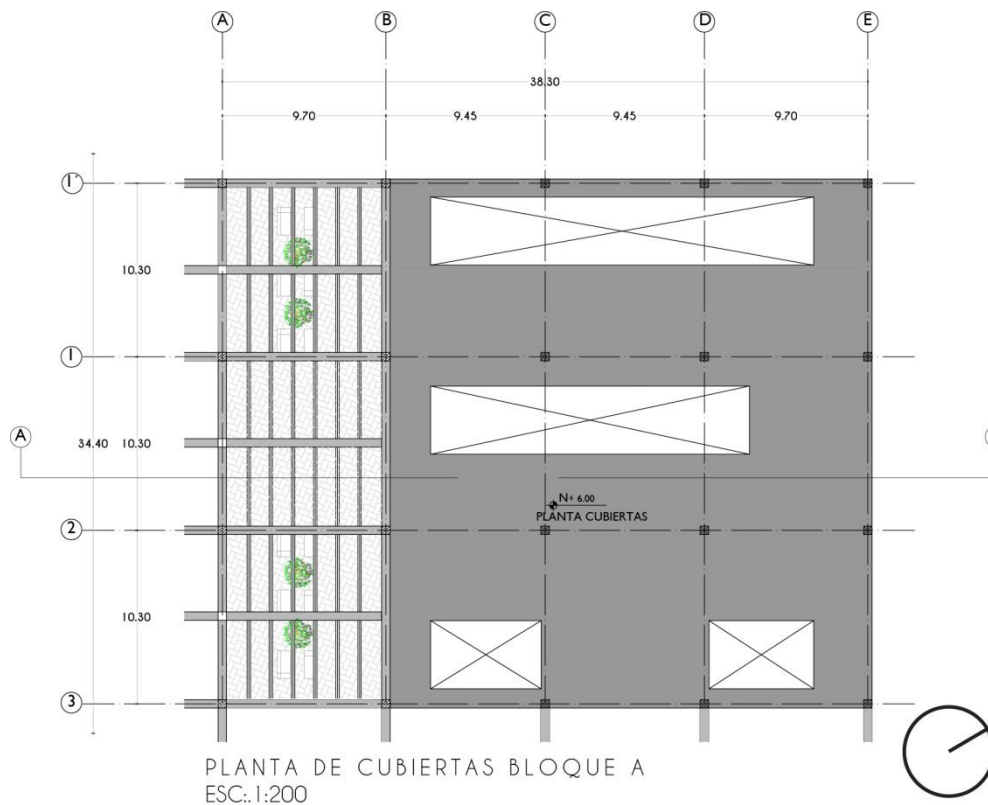 A B C D E
38.30
9.70 9.45 9.45 9.70
1'
10.30
1
A 34.40 10.30
N+ 6.00
PLANTA CUBIERTAS
2
10.30
3
PLANTA DE CUBIERTAS BLOQUE A
ESC:.1:200